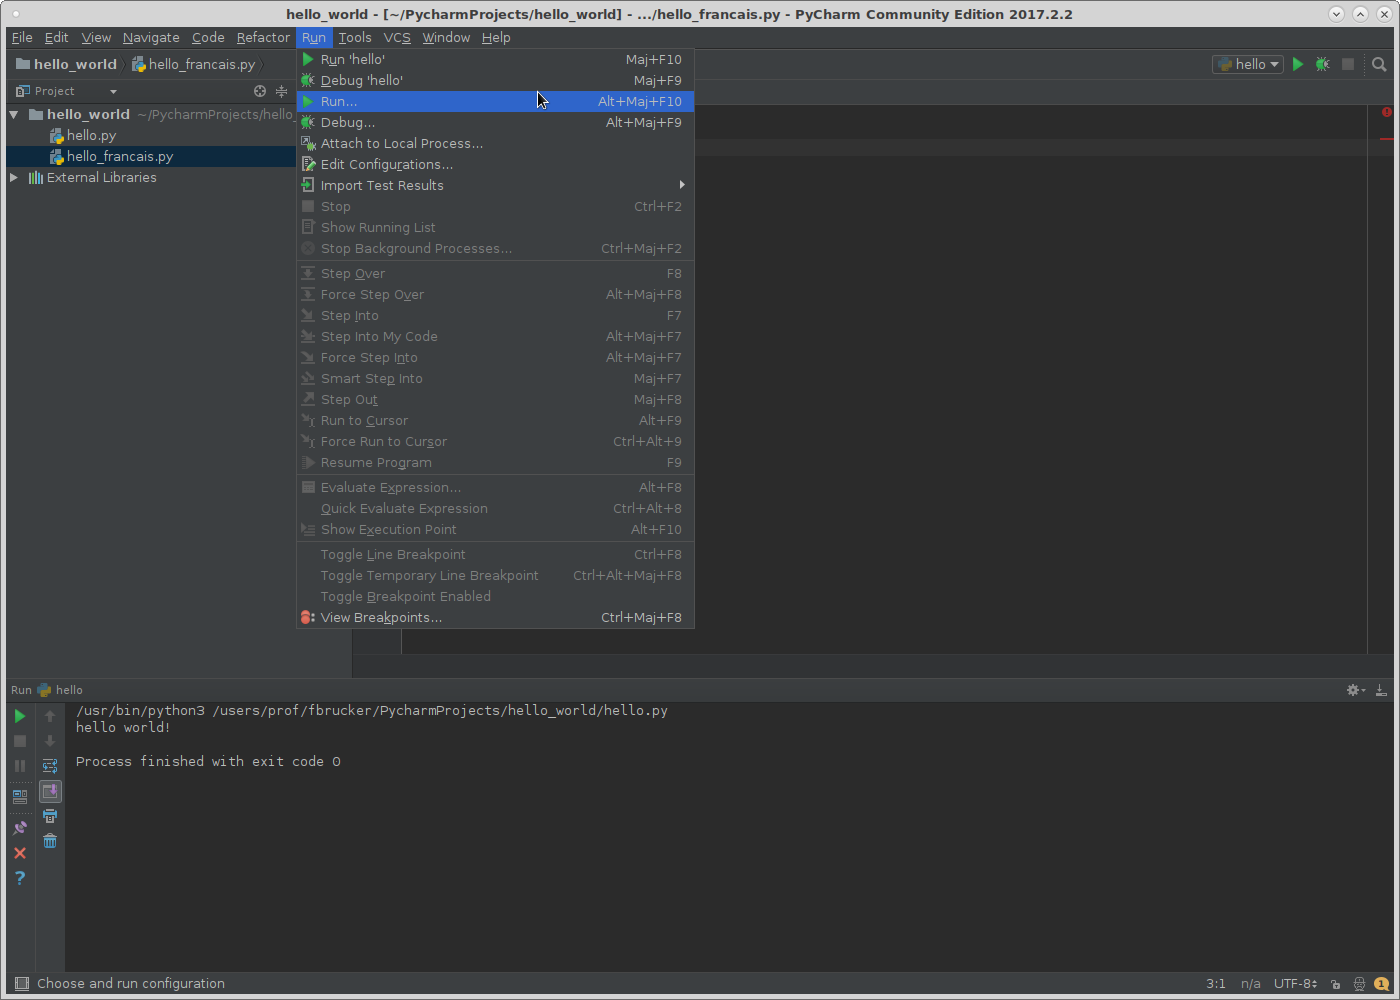 hello_world - [~/PycharmProjects/hello_world] - .../hello_francais.py - PyCharm Community Edition 2017.2.2
File Edit View Navigate Code Refactor Run Tools VCS Window Help
hello_world hello_francais.py hello
Project
hello_world ~/PycharmProjects/hello_
hello.py
hello_francais.py
External Libraries
Run 'hello' Maj+F10
Debug 'hello' Maj+F9
Run... Alt+Maj+F10
Debug... Alt+Maj+F9
Attach to Local Process...
Edit Configurations...
Import Test Results
Stop Ctrl+F2
Show Running List
Stop Background Processes... Ctrl+Maj+F2
Step Over F8
Force Step Over Alt+Maj+F8
Step Into F7
Step Into My Code Alt+Maj+F7
Force Step Into Alt+Maj+F7
Smart Step Into Maj+F7
Step Out Maj+F8
Run to Cursor Alt+F9
Force Run to Cursor Ctrl+Alt+9
Resume Program F9
Evaluate Expression... Alt+F8
Quick Evaluate Expression Ctrl+Alt+8
Show Execution Point Alt+F10
Toggle Line Breakpoint Ctrl+F8
Toggle Temporary Line Breakpoint Ctrl+Alt+Maj+F8
Toggle Breakpoint Enabled
View Breakpoints... Ctrl+Maj+F8
Run hello
/usr/bin/python3 /users/prof/fbrucker/PycharmProjects/hello_world/hello.py
hello world!
Process finished with exit code 0
Choose and run configuration 3:1 n/a UTF-8 1